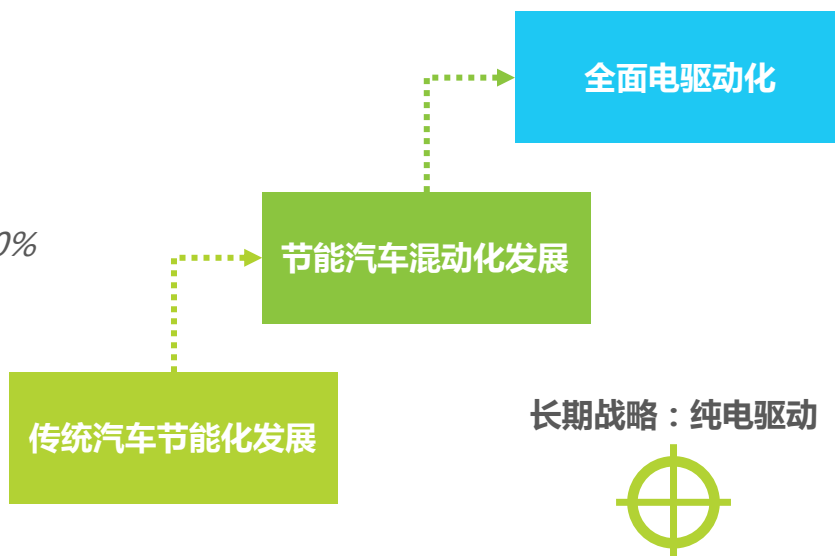 全面电驱动化
0%
节能汽车混动化发展
传统汽车节能化发展
长期战略：纯电驱动